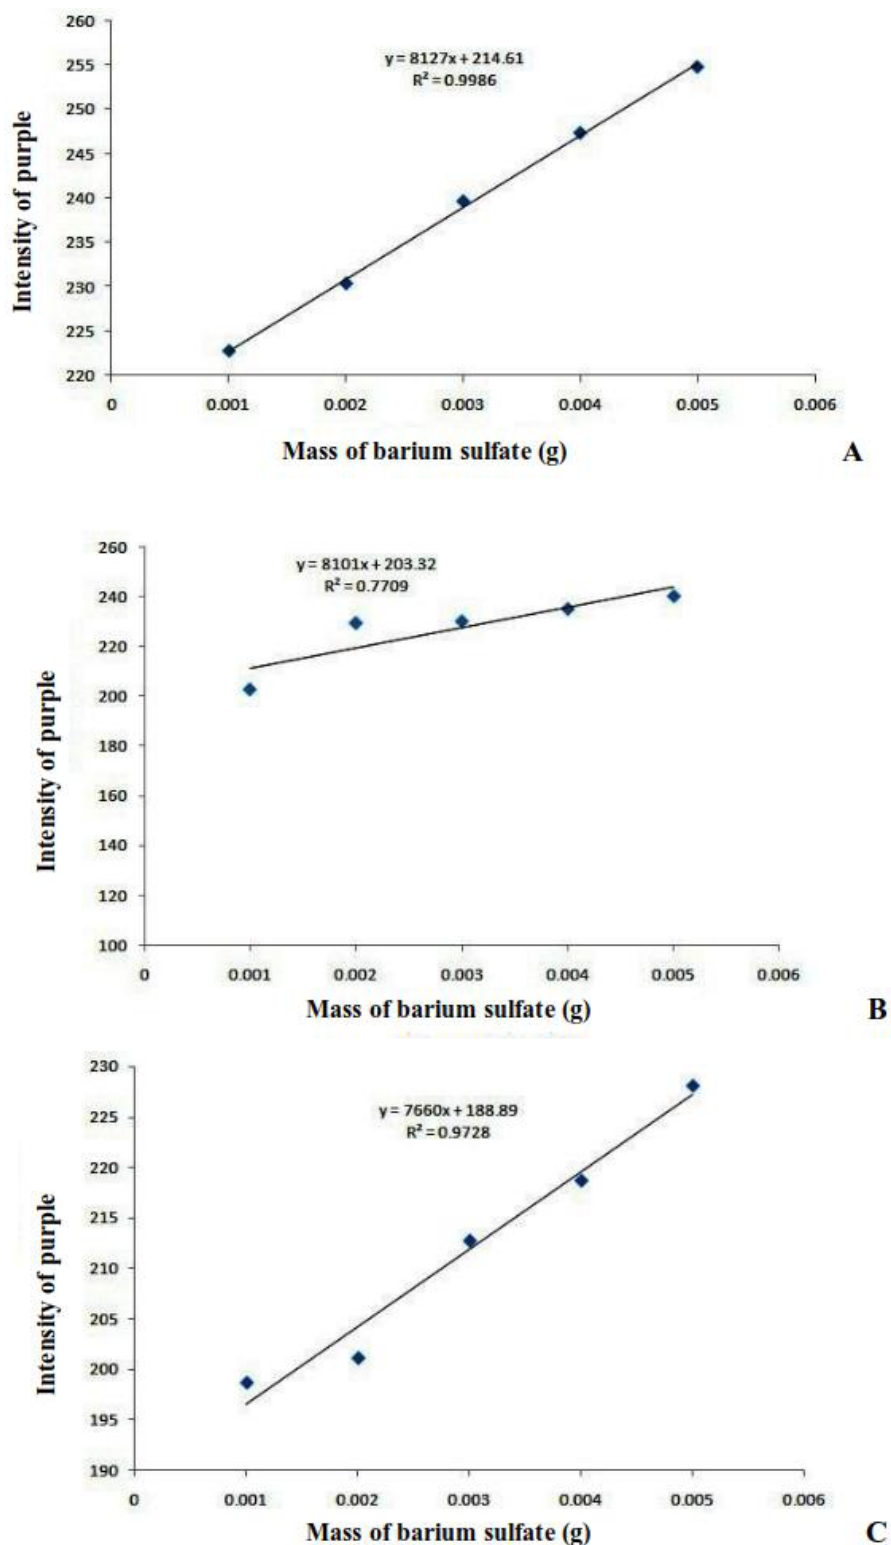 260
y = 8127x + 214.61
255
R² = 0.9986
250
245
240
235
230
225
220
Intensity of purple
0 0.001 0.002 0.003 0.004 0.005 0.006
Mass of barium sulfate (g)
A
260
y = 8101x + 203.32
R² = 0.7709
240
220
200
180
160
140
120
100
Intensity of purple
0 0.001 0.002 0.003 0.004 0.005 0.006
Mass of barium sulfate (g)
B
230
y = 7660x + 188.89
225
R² = 0.9728
220
215
210
205
200
195
190
Intensity of purple
0 0.001 0.002 0.003 0.004 0.005 0.006
Mass of barium sulfate (g)
C